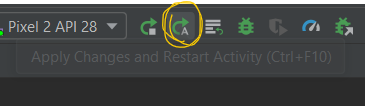 Pixel 2 API 28
A
Apply Changes and Restart Activity (Ctrl+F10)